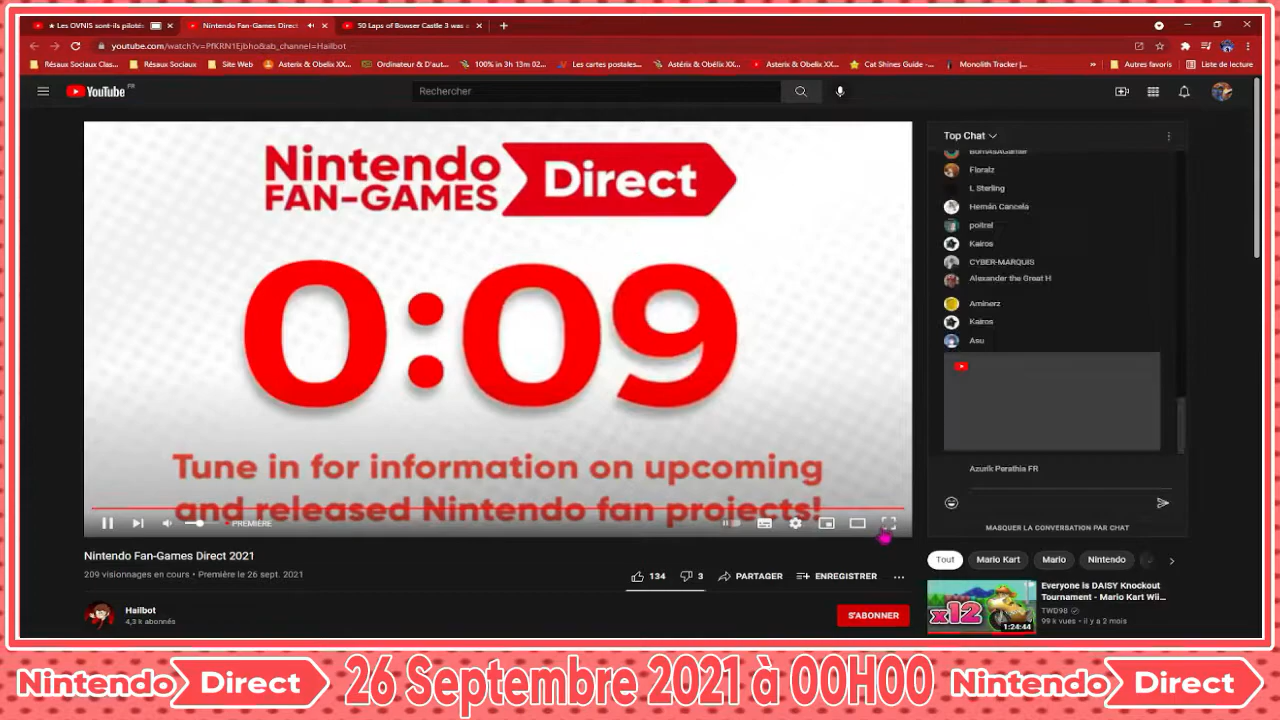 ★ Les OVNIS sont-ils pilotés
Nintendo Fan-Games Direct
50 Laps of Bowser Castle 3 was
youtube.com/watch?v=PfKRN1Ejbho&ab_channel=Hailbot
Réseaux Sociaux Clas...
Réseaux Sociaux
Site Web
Asterix & Obelix XX...
Ordinateur & D'aut...
100% in 3h 13m 02...
Les cartes postales...
Astérix & Obélix XX...
Asterix & Obelix XX...
Cat Shines Guide -...
Monolith Tracker |...
»
Autres favoris
Liste de lecture
YouTube FR
Rechercher
Nintendo
FAN-GAMES
Direct
0:09
Tune in for information on upcoming
and released Nintendo fan projects!
PREMIÈRE
Nintendo Fan-Games Direct 2021
209 visionnages en cours • Première le 26 sept. 2021
134
3
PARTAGER
ENREGISTRER
Hailbot
4,3 k abonnés
S'ABONNER
Top Chat
Floralz
L Sterling
Hernán Cancela
poltrel
Kairos
CYBER-MARQUIS
Alexander the Great H
Aminerz
Kairos
Asu
Azurik Perathia FR
MASQUER LA CONVERSATION PAR CHAT
Tout
Mario Kart
Mario
Nintendo
x12
1:24:44
Everyone is DAISY Knockout
Tournament - Mario Kart Wii...
TWD98
99 k vues • il y a 2 mois
Nintendo Direct
26 Septembre 2021 à 00H00
Nintendo Direct